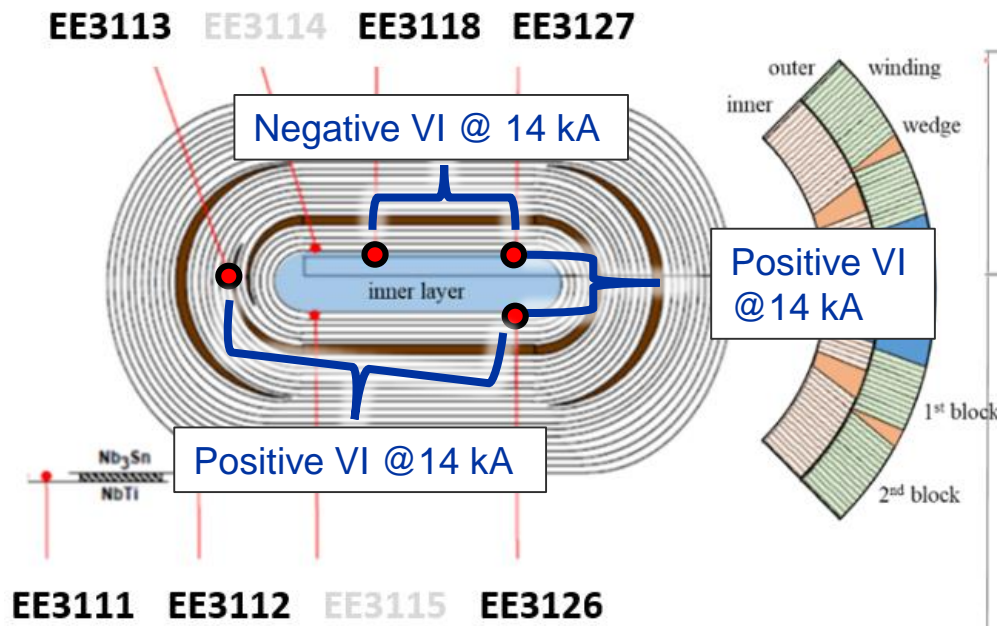 EE3113 EE3114 EE3118 EE3127
outer
winding
inner
wedge
Negative VI @ 14 kA
inner layer
Positive VI
@14 kA
Positive VI @14 kA
1st block
2nd block
Nb3Sn
NbTi
EE3111 EE3112 EE3115 EE3126